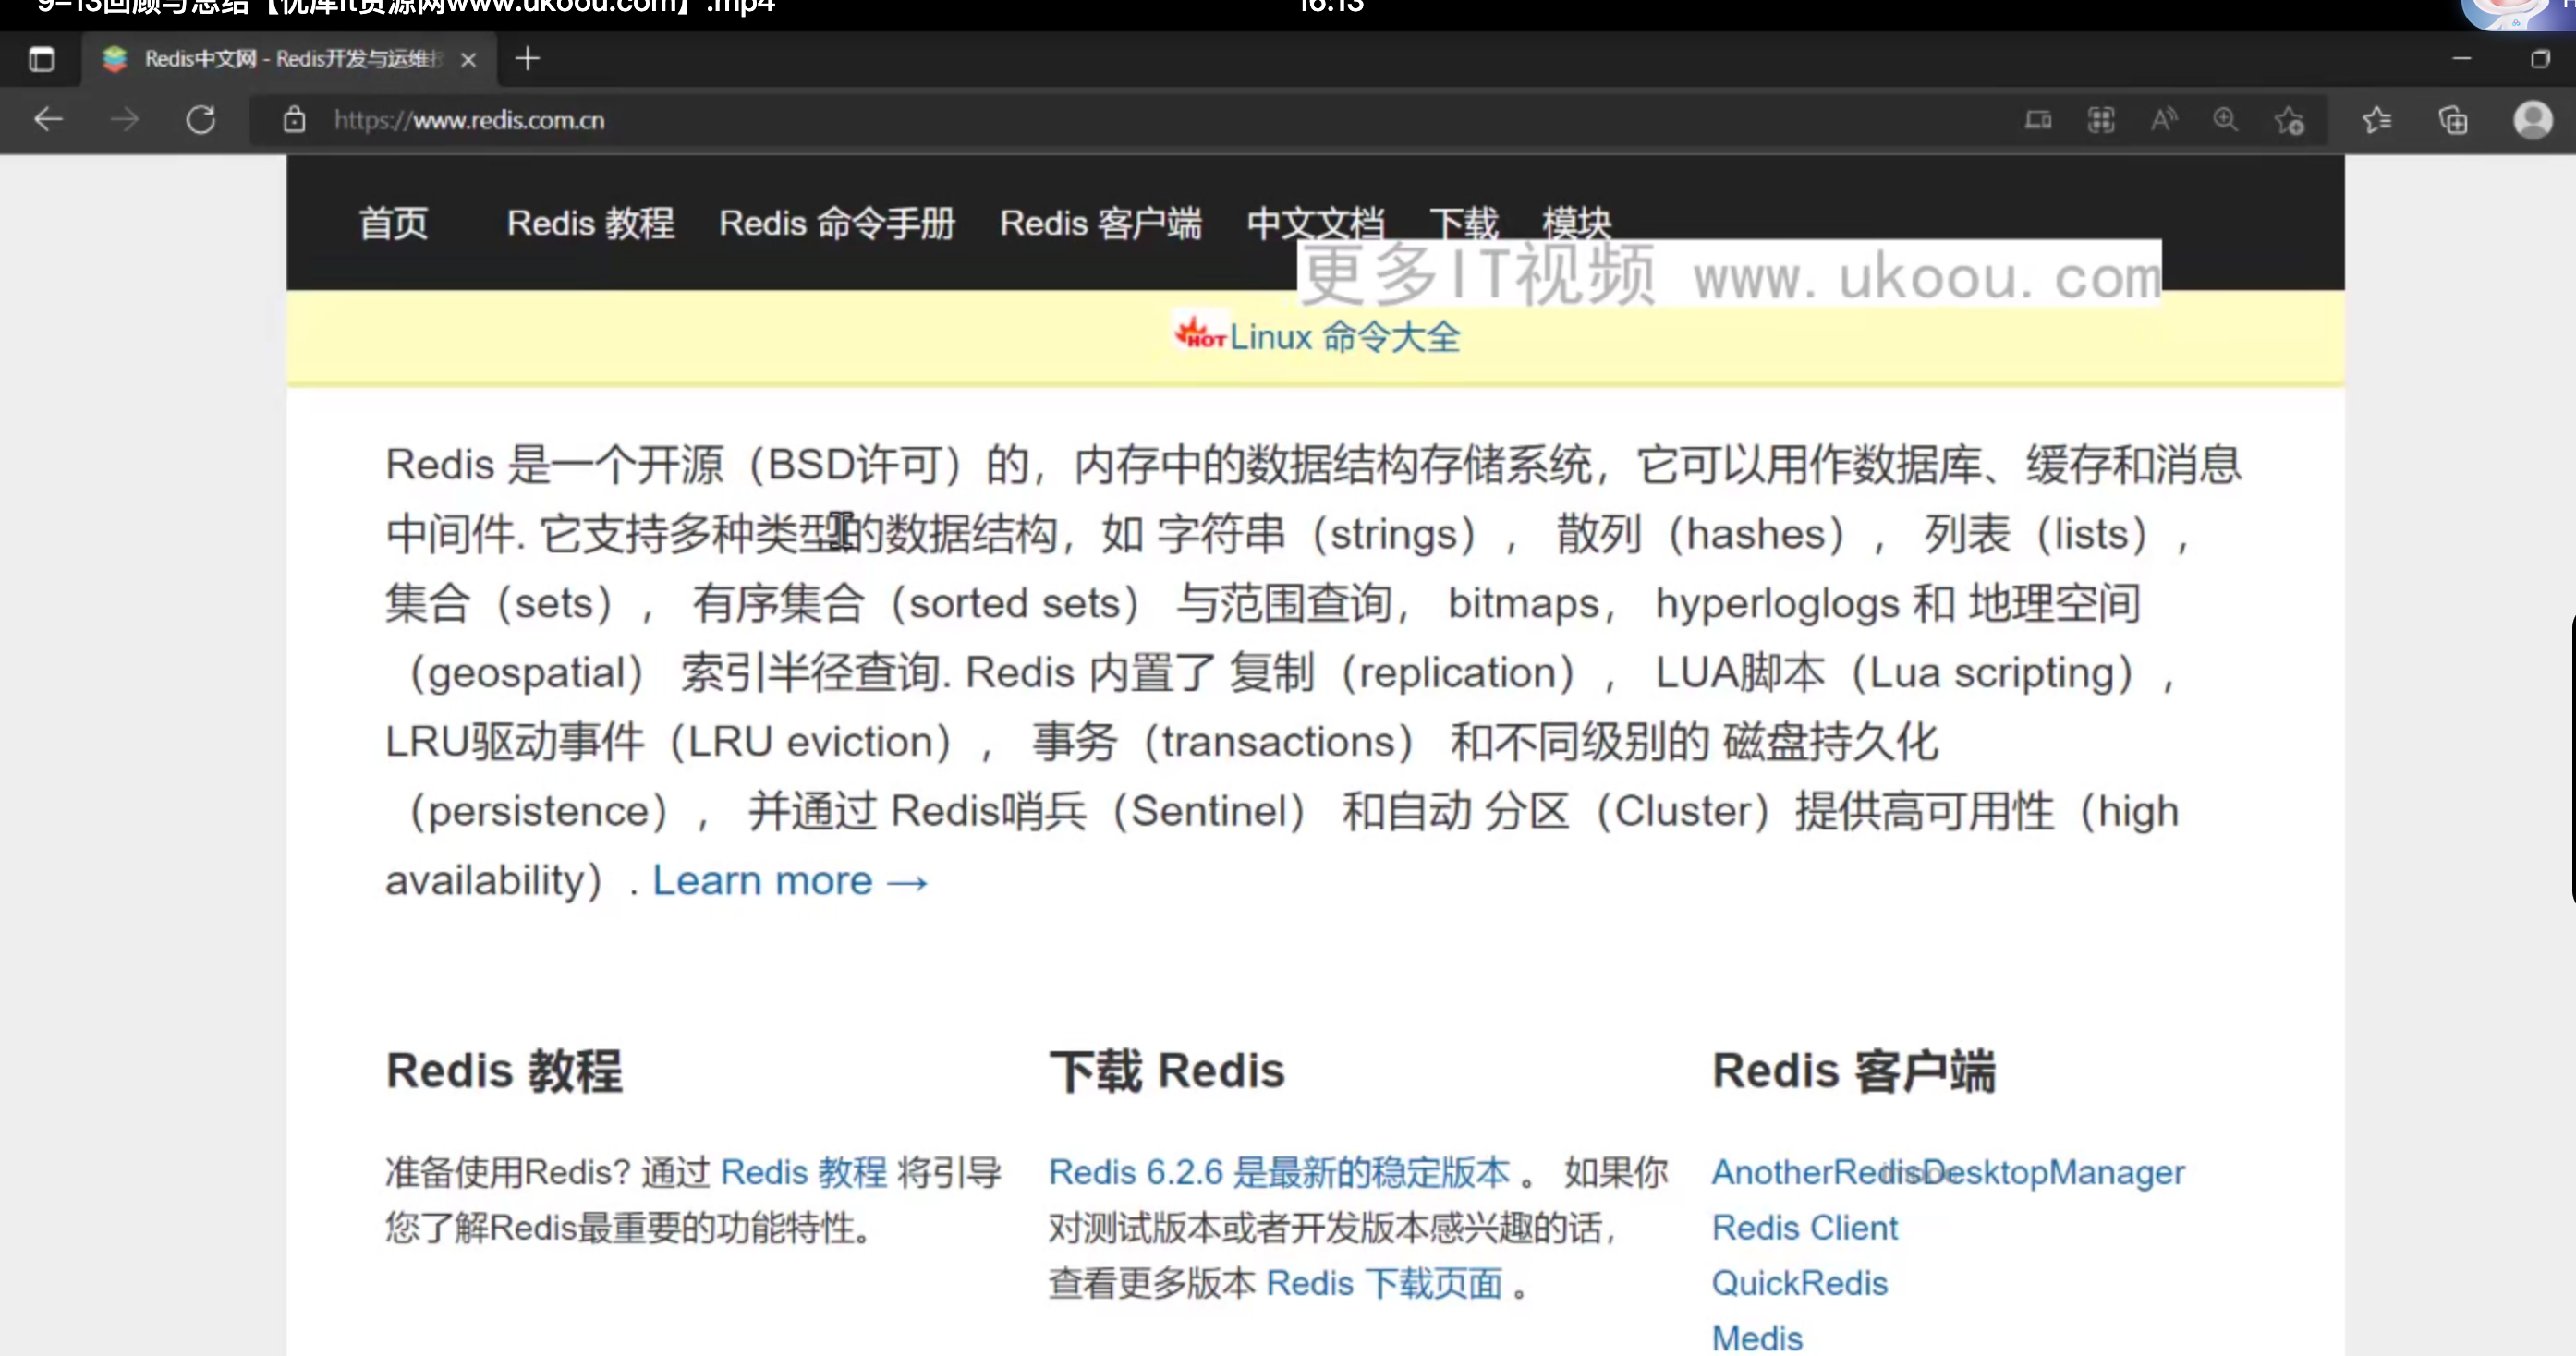 9-13回顾与总结【优库it资源网www.ukoou.com】.mp4
16:13
Redis中文网 - Redis开发与运维
https://www.redis.com.cn
首页 Redis 教程 Redis 命令手册 Redis 客户端 中文文档 下载 模块
更多IT视频 www.ukoou.com
HOT Linux 命令大全
Redis 是一个开源（BSD许可）的，内存中的数据结构存储系统，它可以用作数据库、缓存和消息
中间件. 它支持多种类型的数据结构，如 字符串（strings）， 散列（hashes）， 列表（lists），
集合（sets）， 有序集合（sorted sets） 与范围查询， bitmaps， hyperloglogs 和 地理空间
（geospatial） 索引半径查询. Redis 内置了 复制（replication）， LUA脚本（Lua scripting），
LRU驱动事件（LRU eviction）， 事务（transactions） 和不同级别的 磁盘持久化
（persistence）， 并通过 Redis哨兵（Sentinel） 和自动 分区（Cluster）提供高可用性（high
availability）. Learn more →
Redis 教程
准备使用Redis? 通过 Redis 教程 将引导
您了解Redis最重要的功能特性。
下载 Redis
Redis 6.2.6 是最新的稳定版本 。 如果你
对测试版本或者开发版本感兴趣的话，
查看更多版本 Redis 下载页面 。
Redis 客户端
AnotherRedisDesktopManager
Redis Client
QuickRedis
Medis